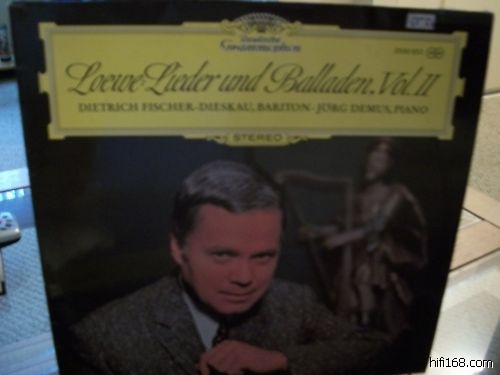 Deutsche
Grammophon
Loewe·Lieder und Balladen, Vol. II
DIETRICH FISCHER-DIESKAU, BARITON · JÖRG DEMUS, PIANO
STEREO
hifi168.com